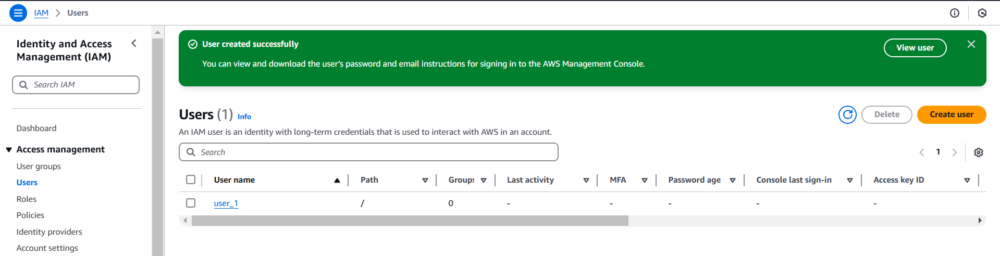 IAM > Users
Identity and Access
Management (IAM)
Search IAM
Dashboard
Access management
User groups
Users
Roles
Policies
Identity providers
Account settings
User created successfully
View user
You can view and download the user's password and email instructions for signing in to the AWS Management Console.
Users (1) Info
Delete
Create user
An IAM user is an identity with long-term credentials that is used to interact with AWS in an account.
Search
1
User name Path Groups Last activity MFA Password age Console last sign-in Access key ID
user_1 / 0 - - - - -